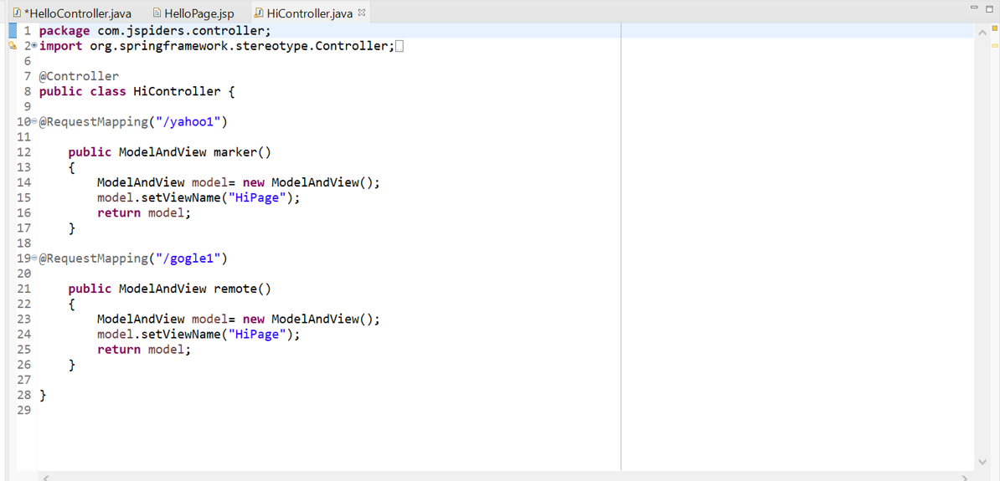 *HelloController.java HelloPage.jsp HiController.java
1 package com.jspiders.controller;
2 import org.springframework.stereotype.Controller;
6
7 @Controller
8 public class HiController {
9
10 @RequestMapping("/yahoo1")
11
12 public ModelAndView marker()
13 {
14 ModelAndView model= new ModelAndView();
15 model.setViewName("HiPage");
16 return model;
17 }
18
19 @RequestMapping("/gogle1")
20
21 public ModelAndView remote()
22 {
23 ModelAndView model= new ModelAndView();
24 model.setViewName("HiPage");
25 return model;
26 }
27
28 }
29